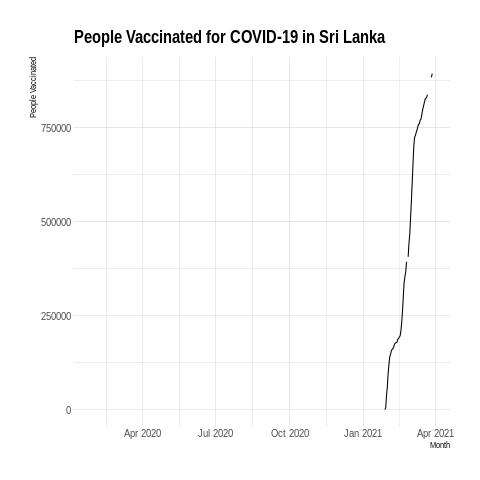 People Vaccinated for COVID-19 in Sri Lanka
People Vaccinated
750000
500000
250000
0
Apr 2020 Jul 2020 Oct 2020 Jan 2021 Apr 2021
Month